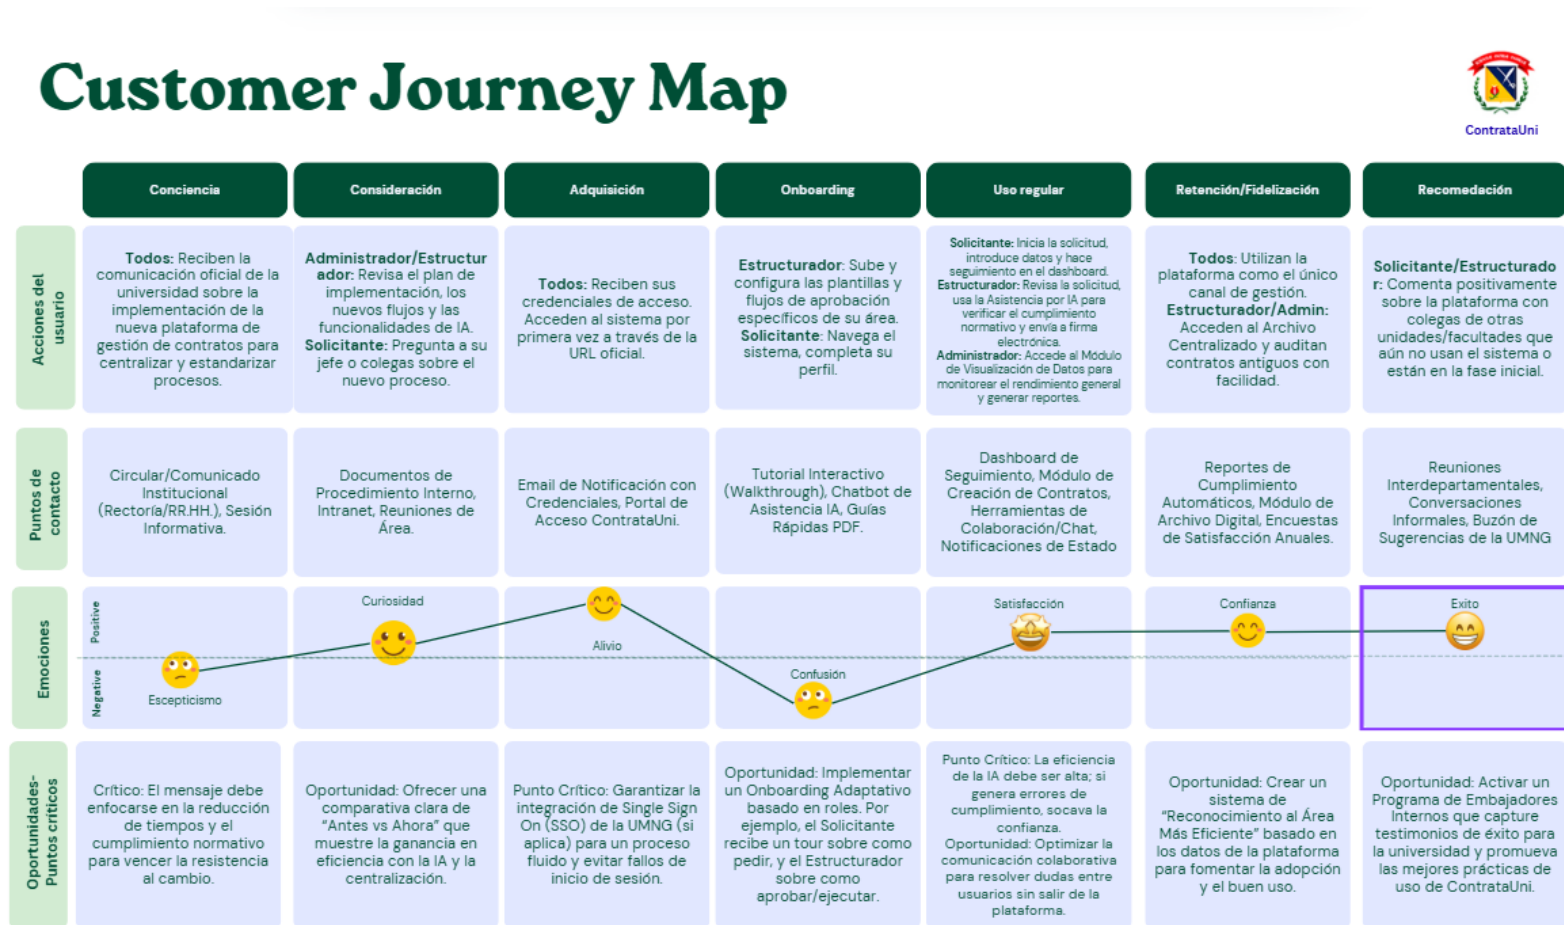 Customer Journey Map
ContrataUni
Conciencia
Consideración
Adquisición
Onboarding
Uso regular
Retención/Fidelización
Recomedación
Acciones del
usuario
Todos: Reciben la
comunicación oficial de la
universidad sobre la
implementación de la
nueva plataforma de
gestión de contratos para
centralizar y estandarizar
procesos.
Administrador/Estructur
ador: Revisa el plan de
implementación, los
nuevos flujos y las
funcionalidades de IA.
Solicitante: Pregunta a su
jefe o colegas sobre el
nuevo proceso.
Todos: Reciben sus
credenciales de acceso.
Acceden al sistema por
primera vez a través de la
URL oficial.
Estructurador: Sube y
configura las plantillas y
flujos de aprobación
específicos de su área.
Solicitante: Navega el
sistema, completa su
perfil.
Solicitante: Inicia la solicitud,
introduce datos y hace
seguimiento en el dashboard.
Estructurador: Revisa la solicitud,
usa la Asistencia por IA para
verificar el cumplimiento
normativo y envía a firma
electrónica.
Administrador: Accede al Módulo
de Visualización de Datos para
monitorear el rendimiento general
y generar reportes.
Todos: Utilizan la
plataforma como el único
canal de gestión.
Estructurador/Admin:
Acceden al Archivo
Centralizado y auditan
contratos antiguos con
facilidad.
Solicitante/Estructurado
r: Comenta positivamente
sobre la plataforma con
colegas de otras
unidades/facultades que
aún no usan el sistema o
están en la fase inicial.
Puntos de
contacto
Circular/Comunicado
Institucional
(Rectoría/RR.HH.), Sesión
Informativa.
Documentos de
Procedimiento Interno,
Intranet, Reuniones de
Área.
Email de Notificación con
Credenciales, Portal de
Acceso ContrataUni.
Tutorial Interactivo
(Walkthrough), Chatbot de
Asistencia IA, Guías
Rápidas PDF.
Dashboard de
Seguimiento, Módulo de
Creación de Contratos,
Herramientas de
Colaboración/Chat,
Notificaciones de Estado
Reportes de
Cumplimiento
Automáticos, Módulo de
Archivo Digital, Encuestas
de Satisfacción Anuales.
Reuniones
Interdepartamentales,
Conversaciones
Informales, Buzón de
Sugerencias de la UMNG
Emociones
Positive
Negative
Escepticismo
Curiosidad
Alivio
Confusión
Satisfacción
Confianza
Exito
Oportunidades-
Puntos críticos
Crítico: El mensaje debe
enfocarse en la reducción
de tiempos y el
cumplimiento normativo
para vencer la resistencia
al cambio.
Oportunidad: Ofrecer una
comparativa clara de
"Antes vs Ahora" que
muestre la ganancia en
eficiencia con la IA y la
centralización.
Punto Crítico: Garantizar la
integración de Single Sign
On (SSO) de la UMNG (si
aplica) para un proceso
fluido y evitar fallos de
inicio de sesión.
Oportunidad: Implementar
un Onboarding Adaptativo
basado en roles. Por
ejemplo, el Solicitante
recibe un tour sobre como
pedir, y el Estructurador
sobre como
aprobar/ejecutar.
Punto Crítico: La eficiencia
de la IA debe ser alta; si
genera errores de
cumplimiento, socava la
confianza.
Oportunidad: Optimizar la
comunicación colaborativa
para resolver dudas entre
usuarios sin salir de la
plataforma.
Oportunidad: Crear un
sistema de
"Reconocimiento al Área
Más Eficiente" basado en
los datos de la plataforma
para fomentar la adopción
y el buen uso.
Oportunidad: Activar un
Programa de Embajadores
Internos que capture
testimonios de éxito para
la universidad y promueva
las mejores prácticas de
uso de ContrataUni.